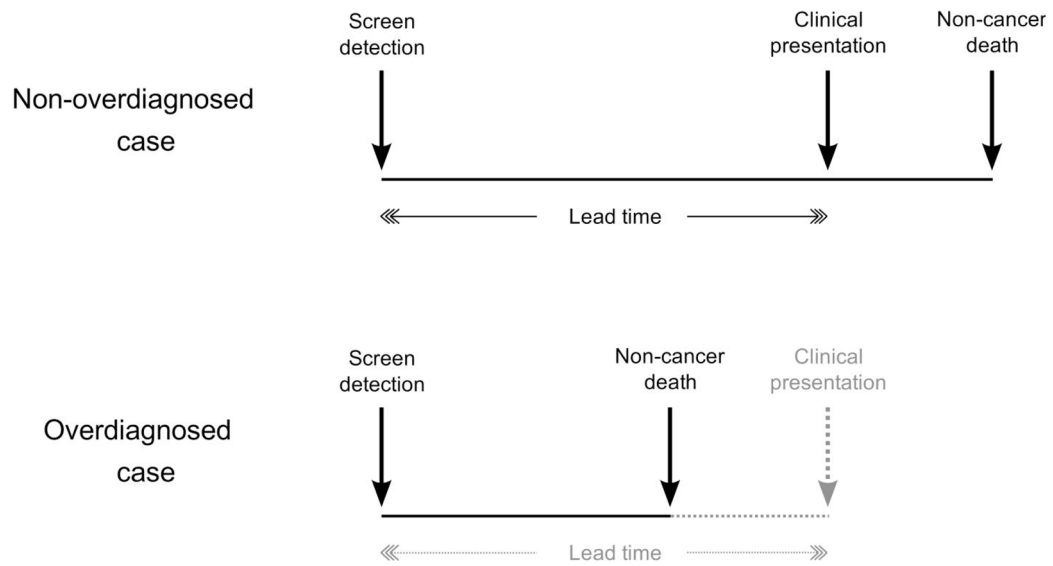 Screen
detection
Clinical
presentation
Non-cancer
death
Non-overdiagnosed
case
Lead time
Screen
detection
Non-cancer
death
Clinical
presentation
Overdiagnosed
case
Lead time